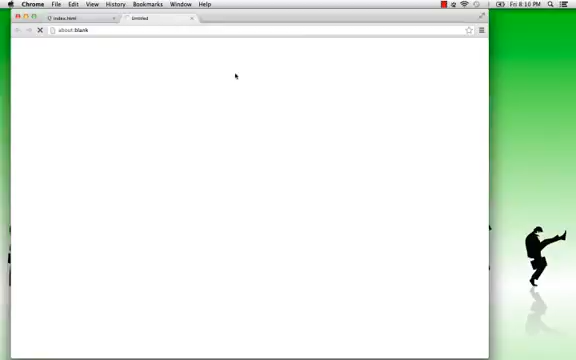 Chrome File Edit View History Bookmarks Window Help Fri 8:10 PM
index.html Untitled
about:blank